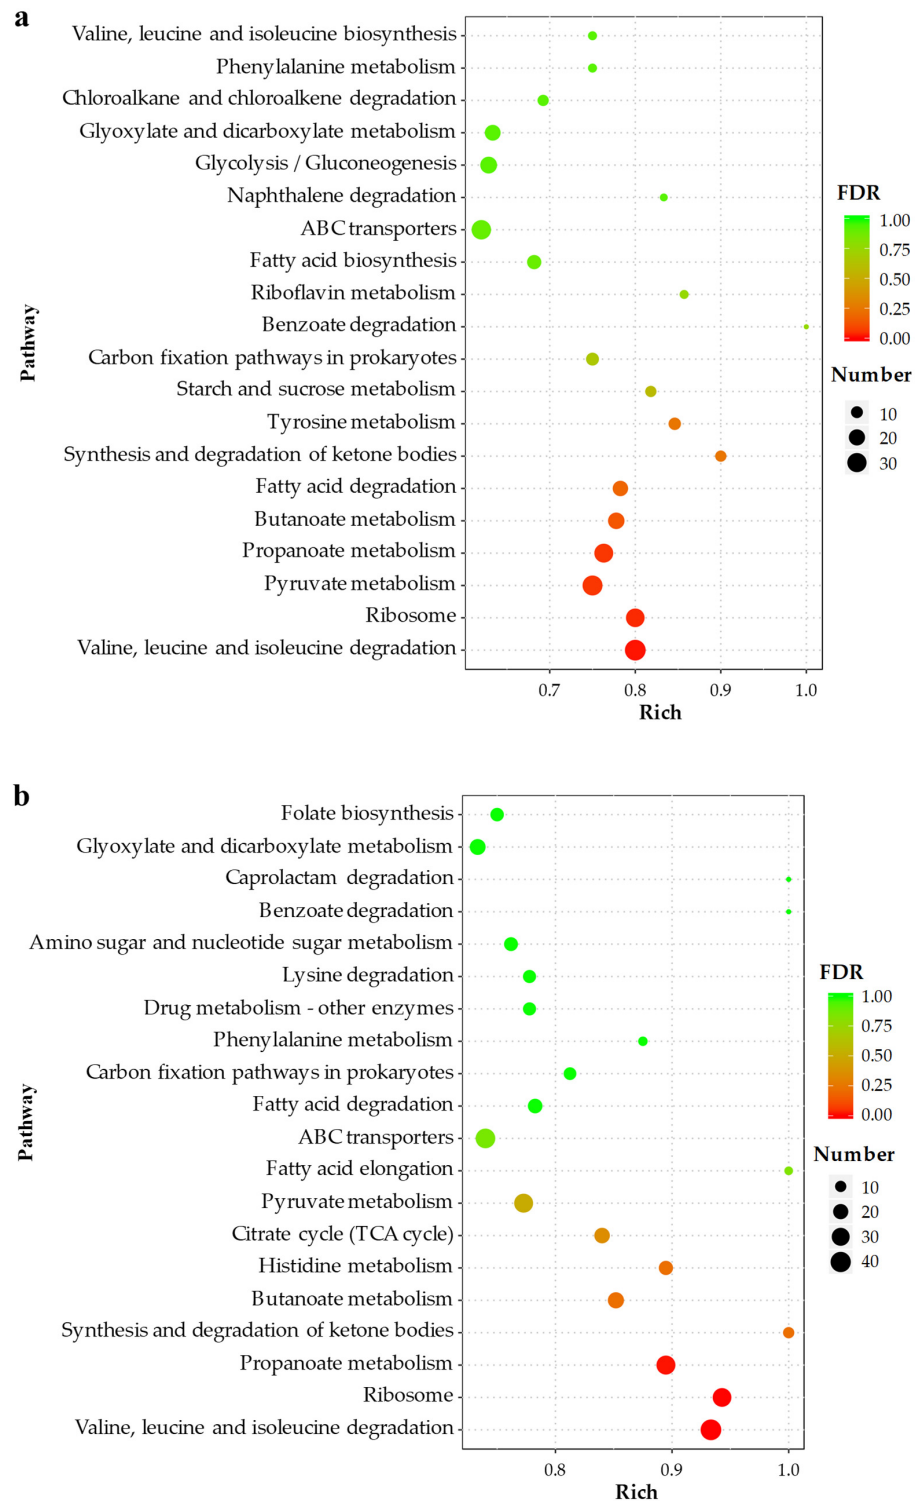 a
Valine, leucine and isoleucine biosynthesis
Phenylalanine metabolism
Chloroalkane and chloroalkene degradation
Glyoxylate and dicarboxylate metabolism
Glycolysis / Gluconeogenesis
Naphthalene degradation
ABC transporters
Fatty acid biosynthesis
Riboflavin metabolism
Benzoate degradation
Carbon fixation pathways in prokaryotes
Starch and sucrose metabolism
Tyrosine metabolism
Synthesis and degradation of ketone bodies
Fatty acid degradation
Butanoate metabolism
Propanoate metabolism
Pyruvate metabolism
Ribosome
Valine, leucine and isoleucine degradation
Pathway
0.7 0.8 0.9 1.0
Rich
FDR
1.00
0.75
0.50
0.25
0.00
Number
10
20
30
b
Folate biosynthesis
Glyoxylate and dicarboxylate metabolism
Caprolactam degradation
Benzoate degradation
Amino sugar and nucleotide sugar metabolism
Lysine degradation
Drug metabolism - other enzymes
Phenylalanine metabolism
Carbon fixation pathways in prokaryotes
Fatty acid degradation
ABC transporters
Fatty acid elongation
Pyruvate metabolism
Citrate cycle (TCA cycle)
Histidine metabolism
Butanoate metabolism
Synthesis and degradation of ketone bodies
Propanoate metabolism
Ribosome
Valine, leucine and isoleucine degradation
Pathway
0.8 0.9 1.0
Rich
FDR
1.00
0.75
0.50
0.25
0.00
Number
10
20
30
40